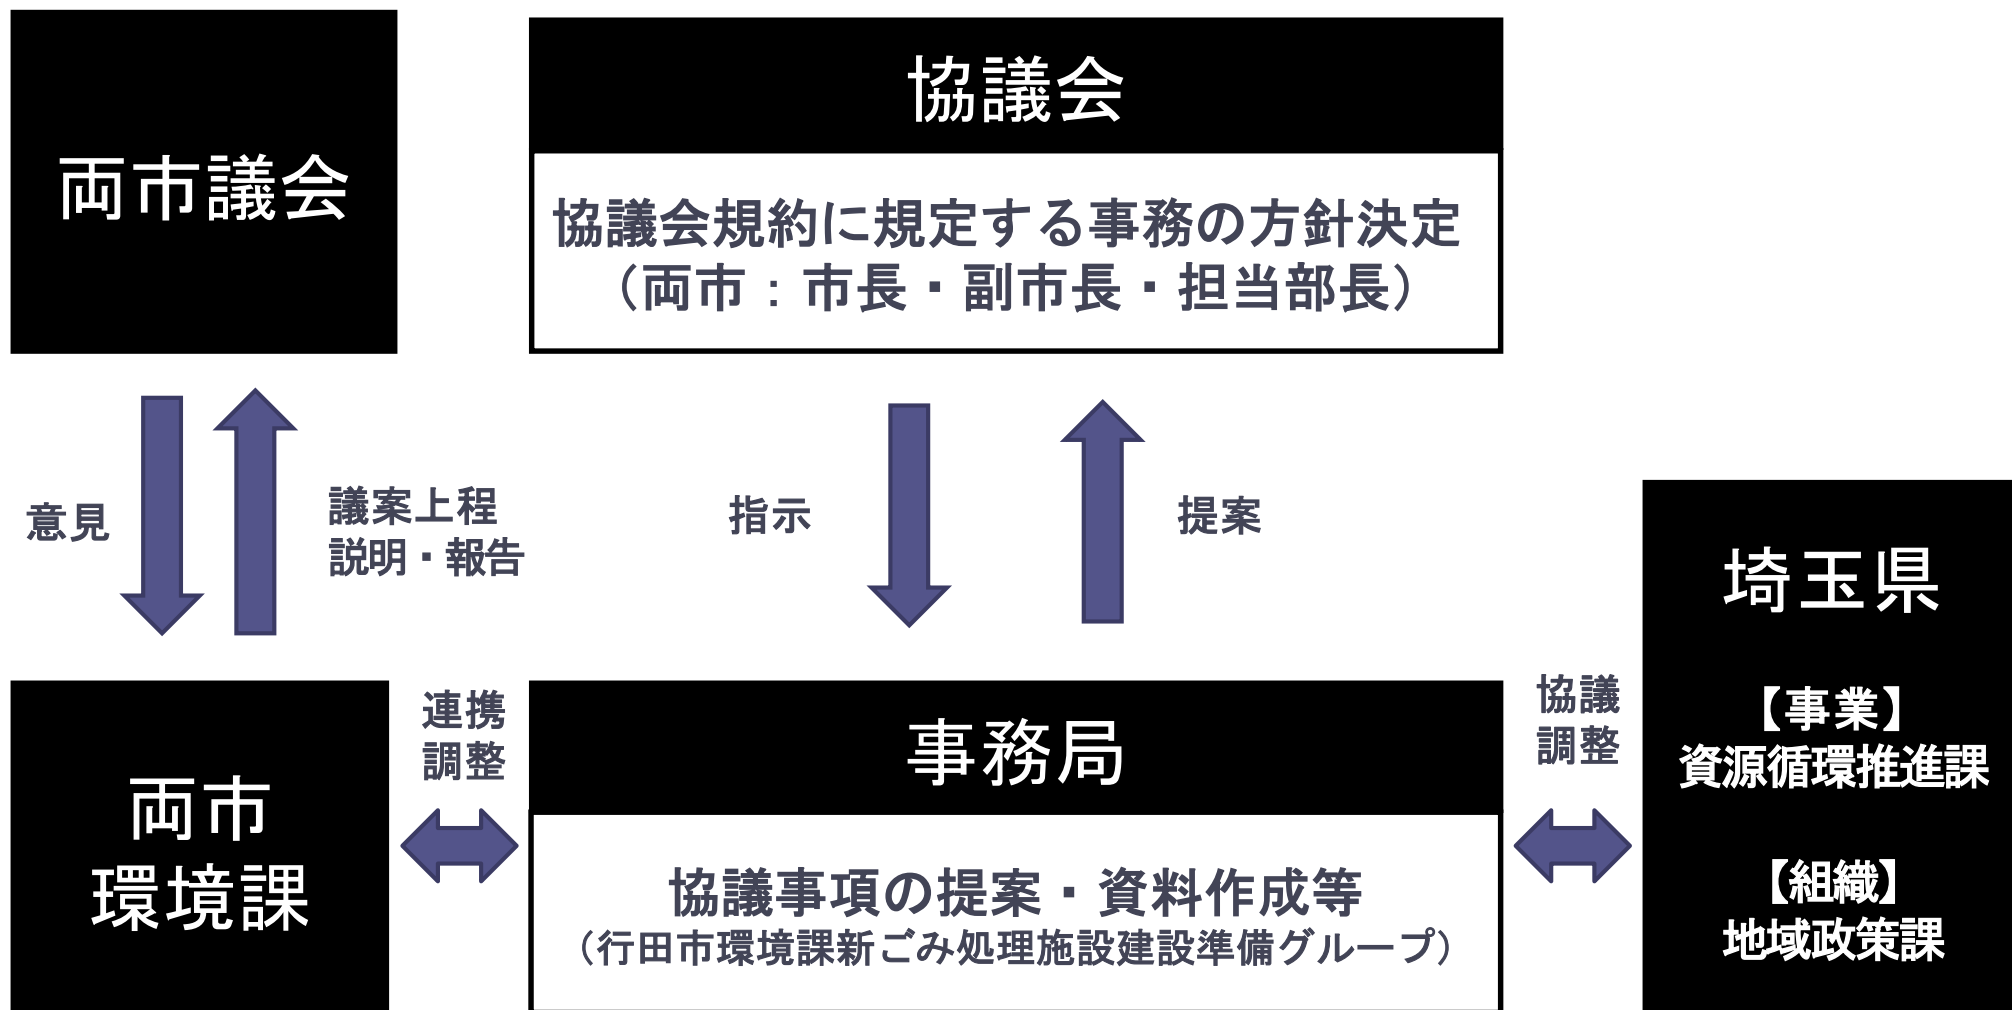 両市議会
協議会
協議会規約に規定する事務の方針決定
（両市：市長・副市長・担当部長）
意見
議案上程
説明・報告
指示
提案
両市
環境課
連携
調整
事務局
協議事項の提案・資料作成等
（行田市環境課新ごみ処理施設建設準備グループ）
協議
調整
埼玉県
【事業】
資源循環推進課
【組織】
地域政策課